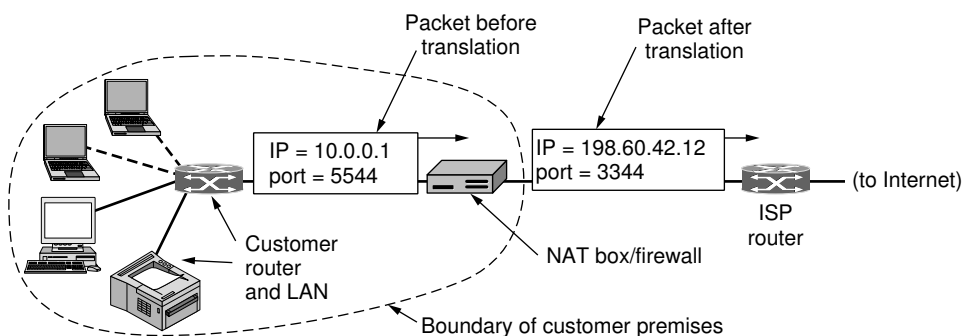 Packet before
translation
Packet after
translation
IP = 10.0.0.1
port = 5544
IP = 198.60.42.12
port = 3344
(to Internet)
ISP
router
Customer
router
and LAN
NAT box/firewall
Boundary of customer premises